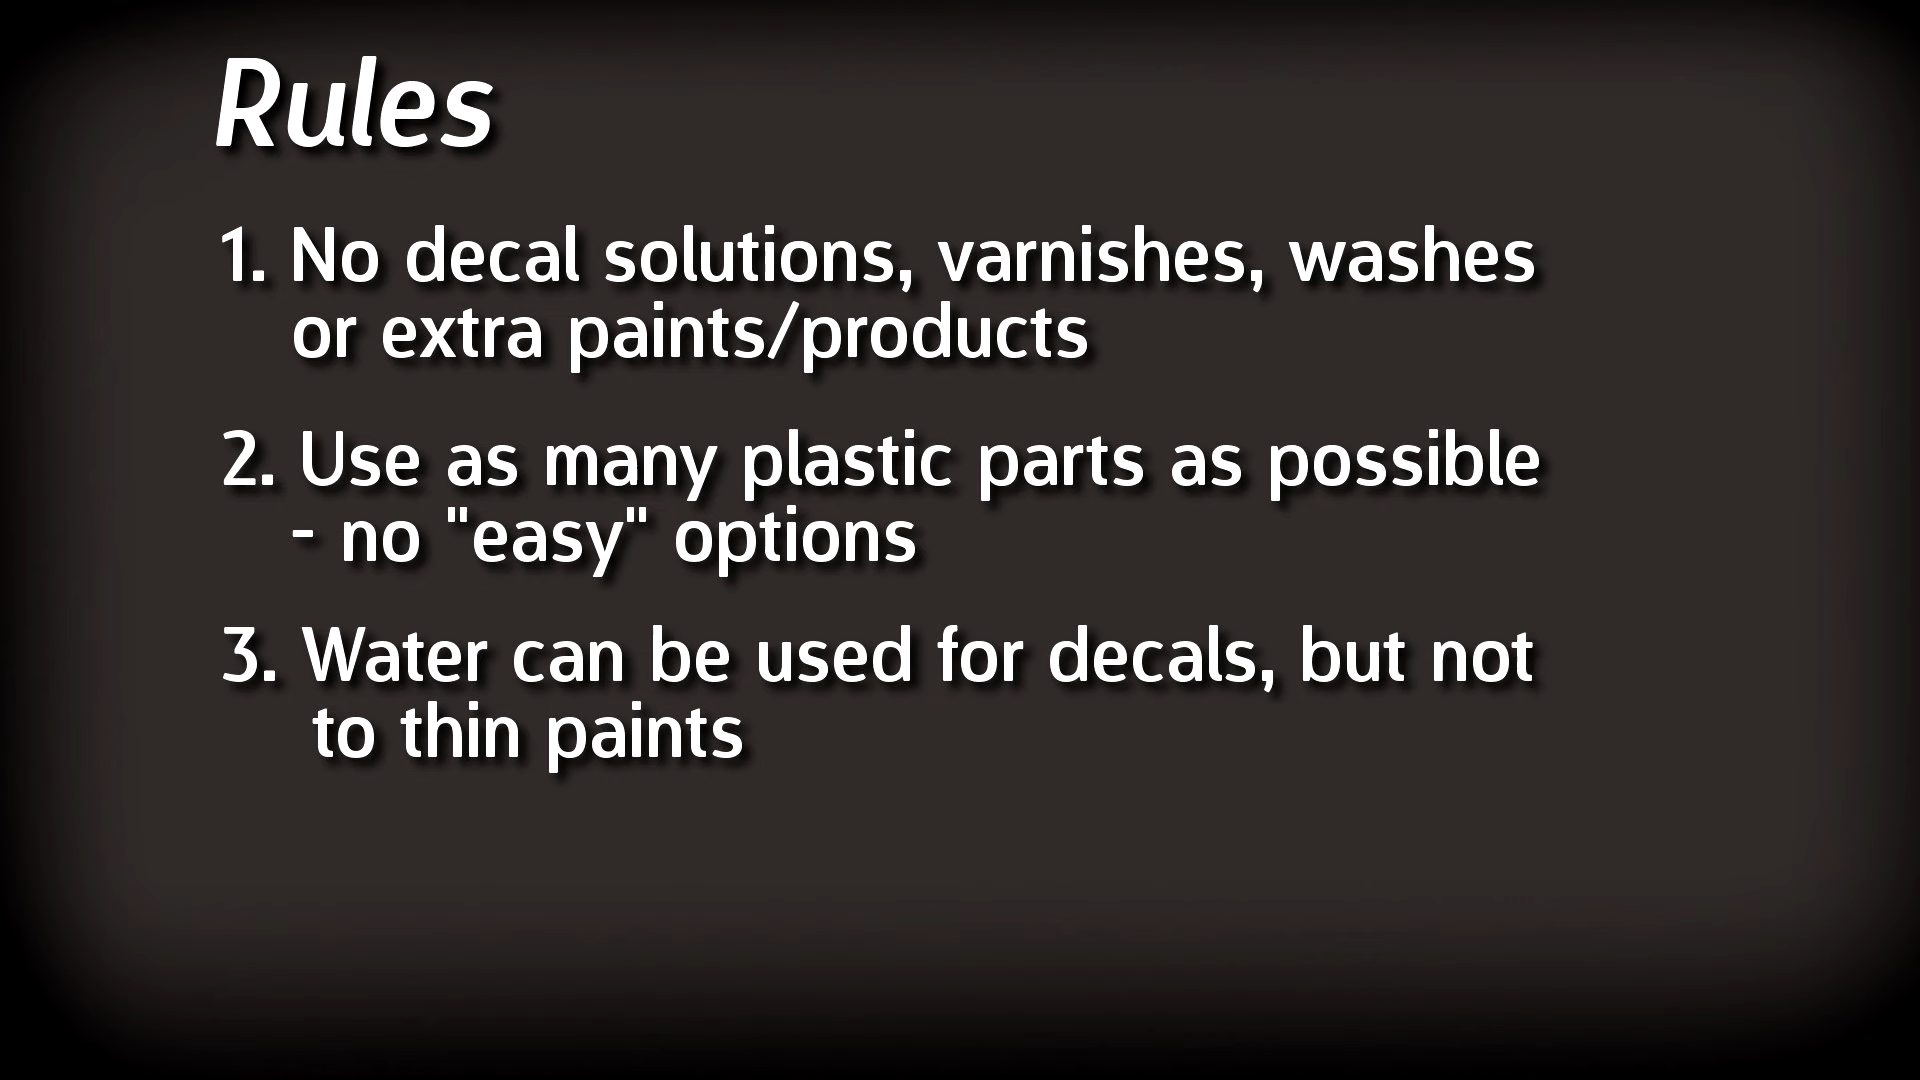 Rules
1. No decal solutions, varnishes, washes
or extra paints/products
2. Use as many plastic parts as possible
- no "easy" options
3. Water can be used for decals, but not
to thin paints